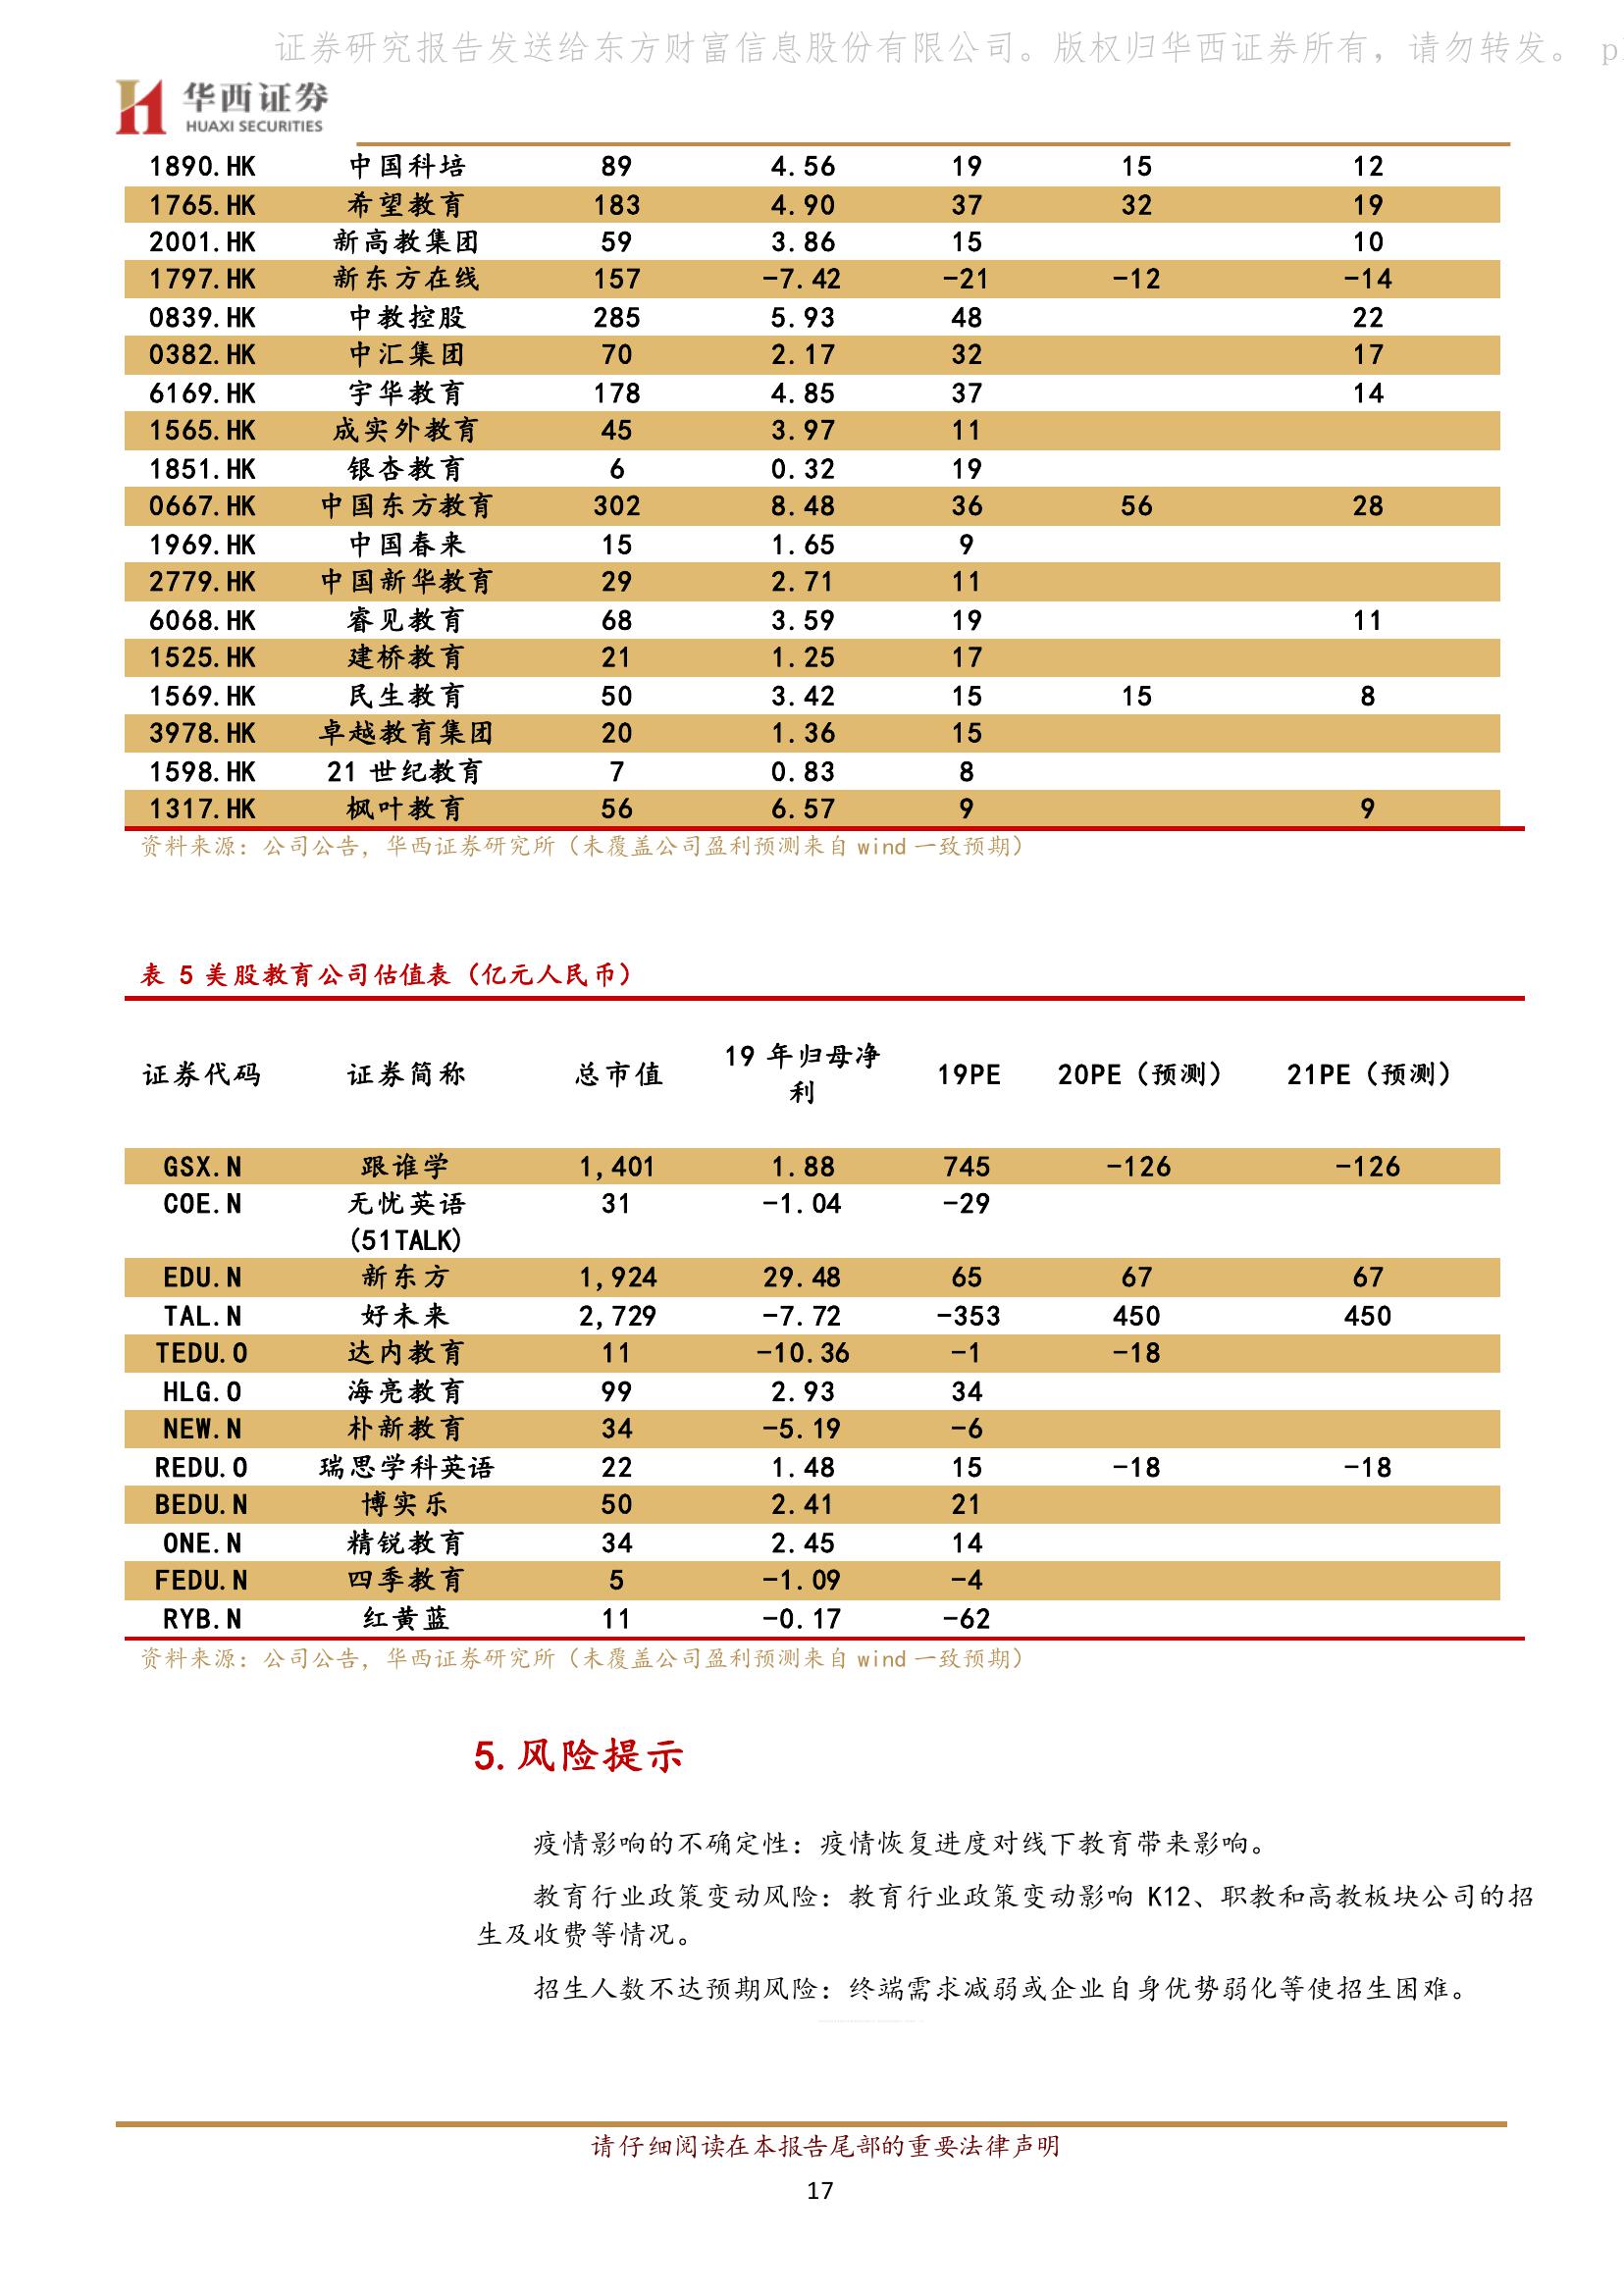 证券研究报告发送给东方财富信息股份有限公司。版权归华西证券所有，请勿转发。 p
华西证券
HUAXI SECURITIES
1890.HK 中国科培 89 4.56 19 15 12
1765.HK 希望教育 183 4.90 37 32 19
2001.HK 新高教集团 59 3.86 15 10
1797.HK 新东方在线 157 -7.42 -21 -12 -14
0839.HK 中教控股 285 5.93 48 22
0382.HK 中汇集团 70 2.17 32 17
6169.HK 宇华教育 178 4.85 37 14
1565.HK 成实外教育 45 3.97 11
1851.HK 银杏教育 6 0.32 19
0667.HK 中国东方教育 302 8.48 36 56 28
1969.HK 中国春来 15 1.65 9
2779.HK 中国新华教育 29 2.71 11
6068.HK 睿见教育 68 3.59 19 11
1525.HK 建桥教育 21 1.25 17
1569.HK 民生教育 50 3.42 15 15 8
3978.HK 卓越教育集团 20 1.36 15
1598.HK 21 世纪教育 7 0.83 8
1317.HK 枫叶教育 56 6.57 9 9
资料来源：公司公告，华西证券研究所（未覆盖公司盈利预测来自 wind 一致预期）
表 5 美股教育公司估值表（亿元人民币）
证券代码 证券简称 总市值 19 年归母净利 19PE 20PE（预测） 21PE（预测）
GSX.N 跟谁学 1,401 1.88 745 -126 -126
COE.N 无忧英语 31 -1.04 -29
(51TALK)
EDU.N 新东方 1,924 29.48 65 67 67
TAL.N 好未来 2,729 -7.72 -353 450 450
TEDU.O 达内教育 11 -10.36 -1 -18
HLG.O 海亮教育 99 2.93 34
NEW.N 朴新教育 34 -5.19 -6
REDU.O 瑞思学科英语 22 1.48 15 -18 -18
BEDU.N 博实乐 50 2.41 21
ONE.N 精锐教育 34 2.45 14
FEDU.N 四季教育 5 -1.09 -4
RYB.N 红黄蓝 11 -0.17 -62
资料来源：公司公告，华西证券研究所（未覆盖公司盈利预测来自 wind 一致预期）
5.风险提示
疫情影响的不确定性：疫情恢复进度对线下教育带来影响。
教育行业政策变动风险：教育行业政策变动影响 K12、职教和高教板块公司的招
生及收费等情况。
招生人数不达预期风险：终端需求减弱或企业自身优势弱化等使招生困难。
请仔细阅读在本报告尾部的重要法律声明
17